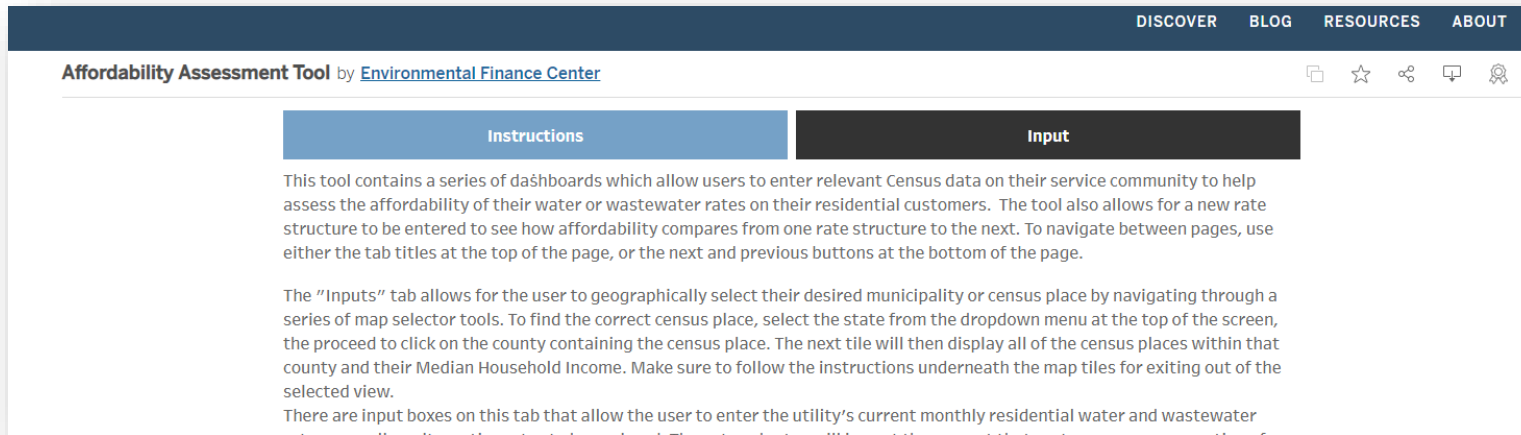 DISCOVER BLOG RESOURCES ABOUT
Affordability Assessment Tool by Environmental Finance Center
Instructions Input
This tool contains a series of dashboards which allow users to enter relevant Census data on their service community to help
assess the affordability of their water or wastewater rates on their residential customers. The tool also allows for a new rate
structure to be entered to see how affordability compares from one rate structure to the next. To navigate between pages, use
either the tab titles at the top of the page, or the next and previous buttons at the bottom of the page.
The "Inputs" tab allows for the user to geographically select their desired municipality or census place by navigating through a
series of map selector tools. To find the correct census place, select the state from the dropdown menu at the top of the screen,
the proceed to click on the county containing the census place. The next tile will then display all of the census places within that
county and their Median Household Income. Make sure to follow the instructions underneath the map tiles for exiting out of the
selected view.
There are input boxes on this tab that allow the user to enter the utility's current monthly residential water and wastewater